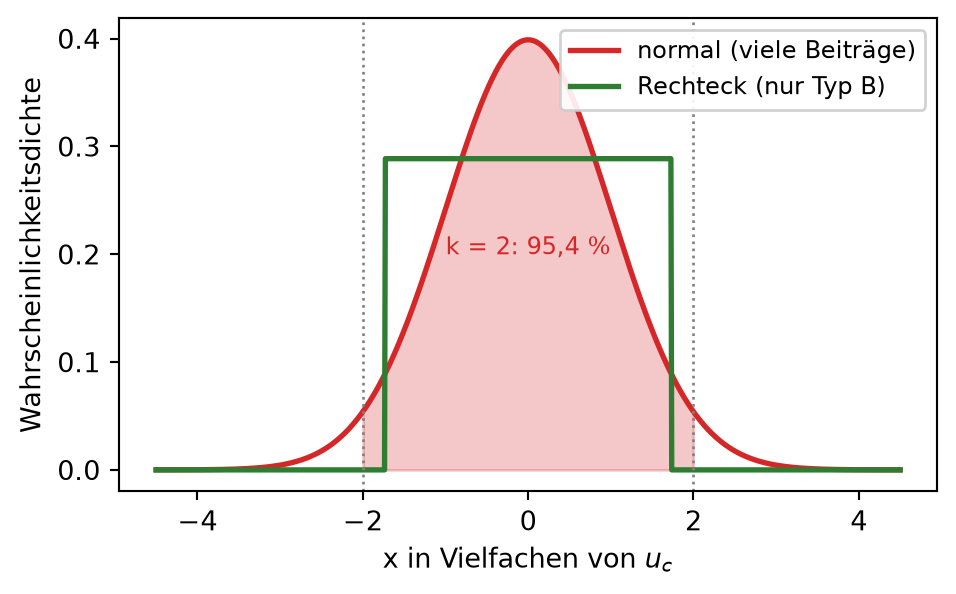 normal (viele Beiträge)
Rechteck (nur Typ B)
k = 2: 95,4 %
Wahrscheinlichkeitsdichte
0.4
0.3
0.2
0.1
0.0
−4
−2
0
2
4
x in Vielfachen von u_c